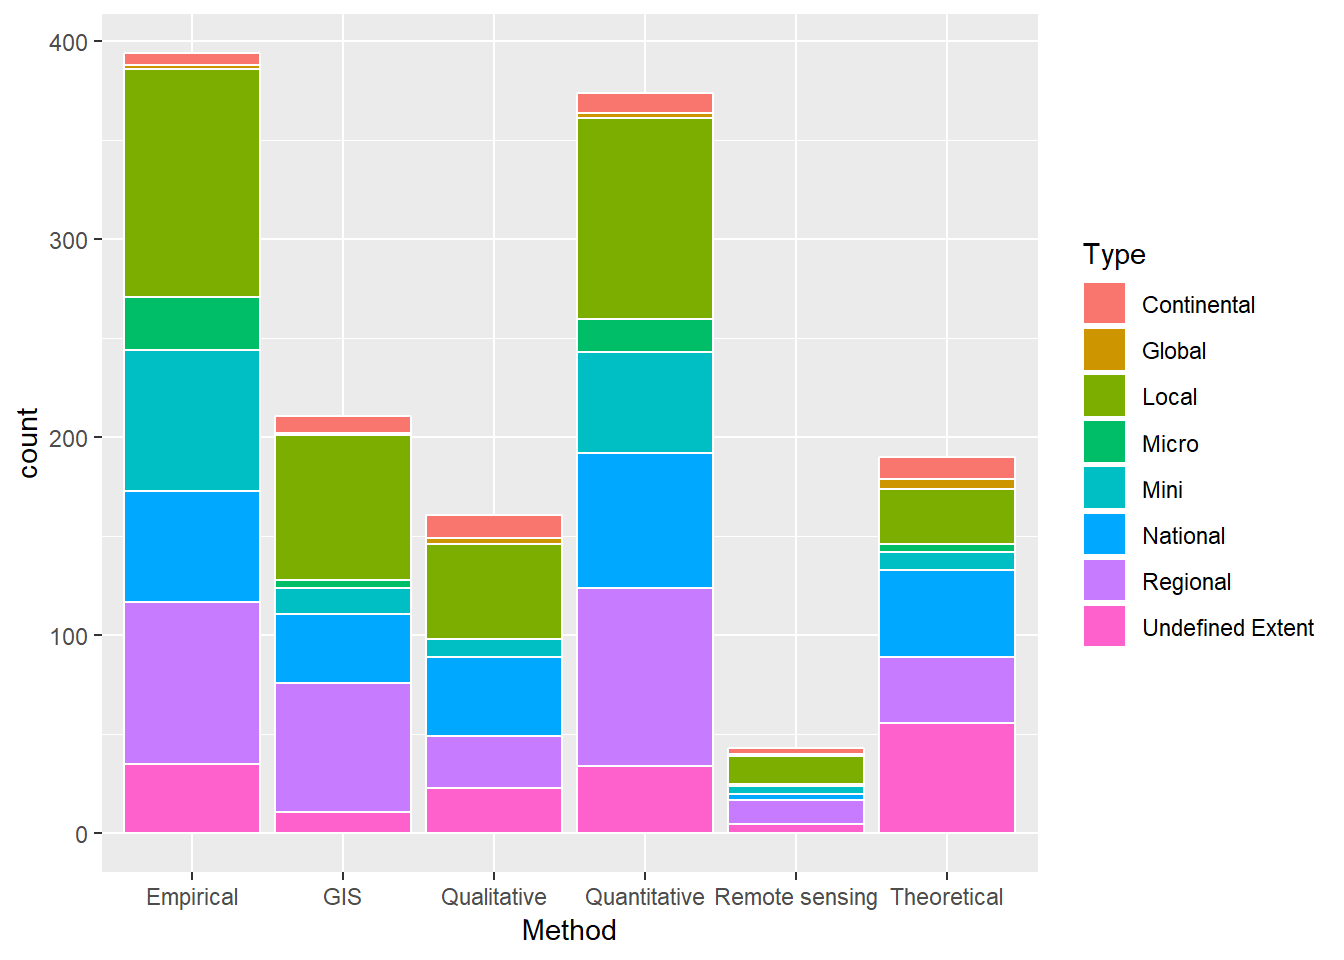 400
300
200
100
0
count
Empirical
GIS
Qualitative
Quantitative
Remote sensing
Theoretical
Method
Type
Continental
Global
Local
Micro
Mini
National
Regional
Undefined Extent